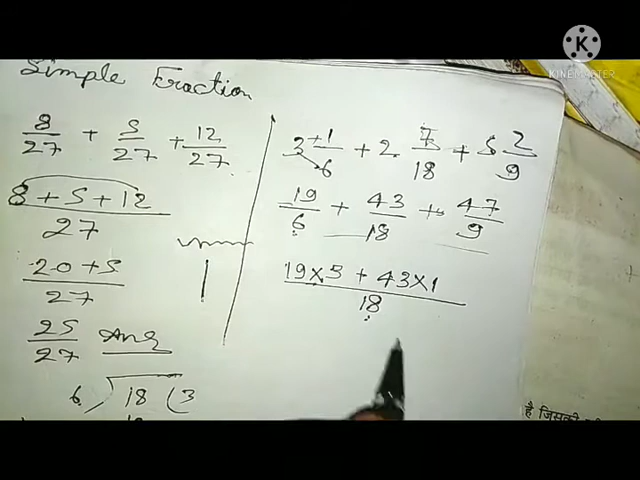 Simple Fraction
8/27 + 5/27 + 12/27
8 + 5 + 12 / 27
20 + 5 / 27
25/27 Ans
6 ) 18 ( 3
3 + 1/6 + 2 7/18 + 5 2/9
19/6 + 43/18 + 47/9
19 × 3 + 43 × 1 / 18
K
KINEMASTER
है जिसकी